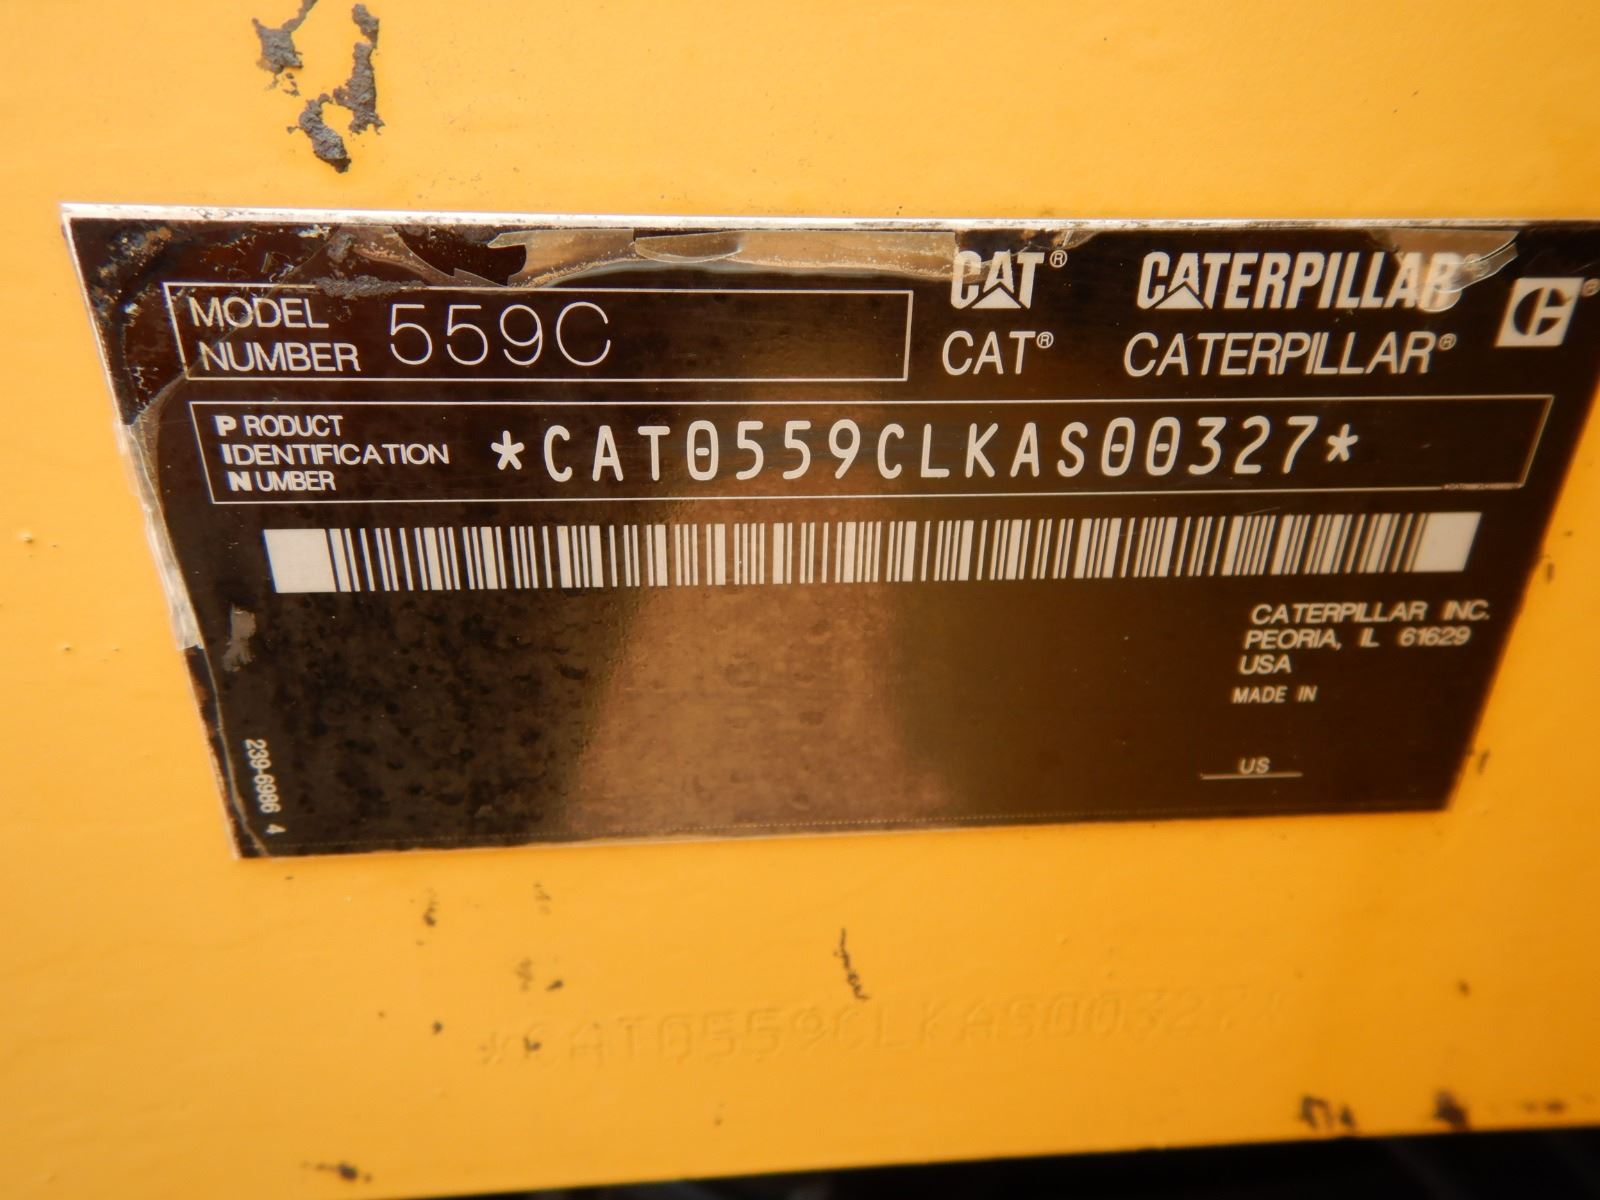 CAT® CATERPILLAR®
MODEL NUMBER 559C
CAT® CATERPILLAR®
PRODUCT
IDENTIFICATION
NUMBER
*CAT0559CLKAS00327*
CATERPILLAR INC.
PEORIA, IL 61629
USA
MADE IN
US
239-6986 4
*CAT0559CLKAS00327*